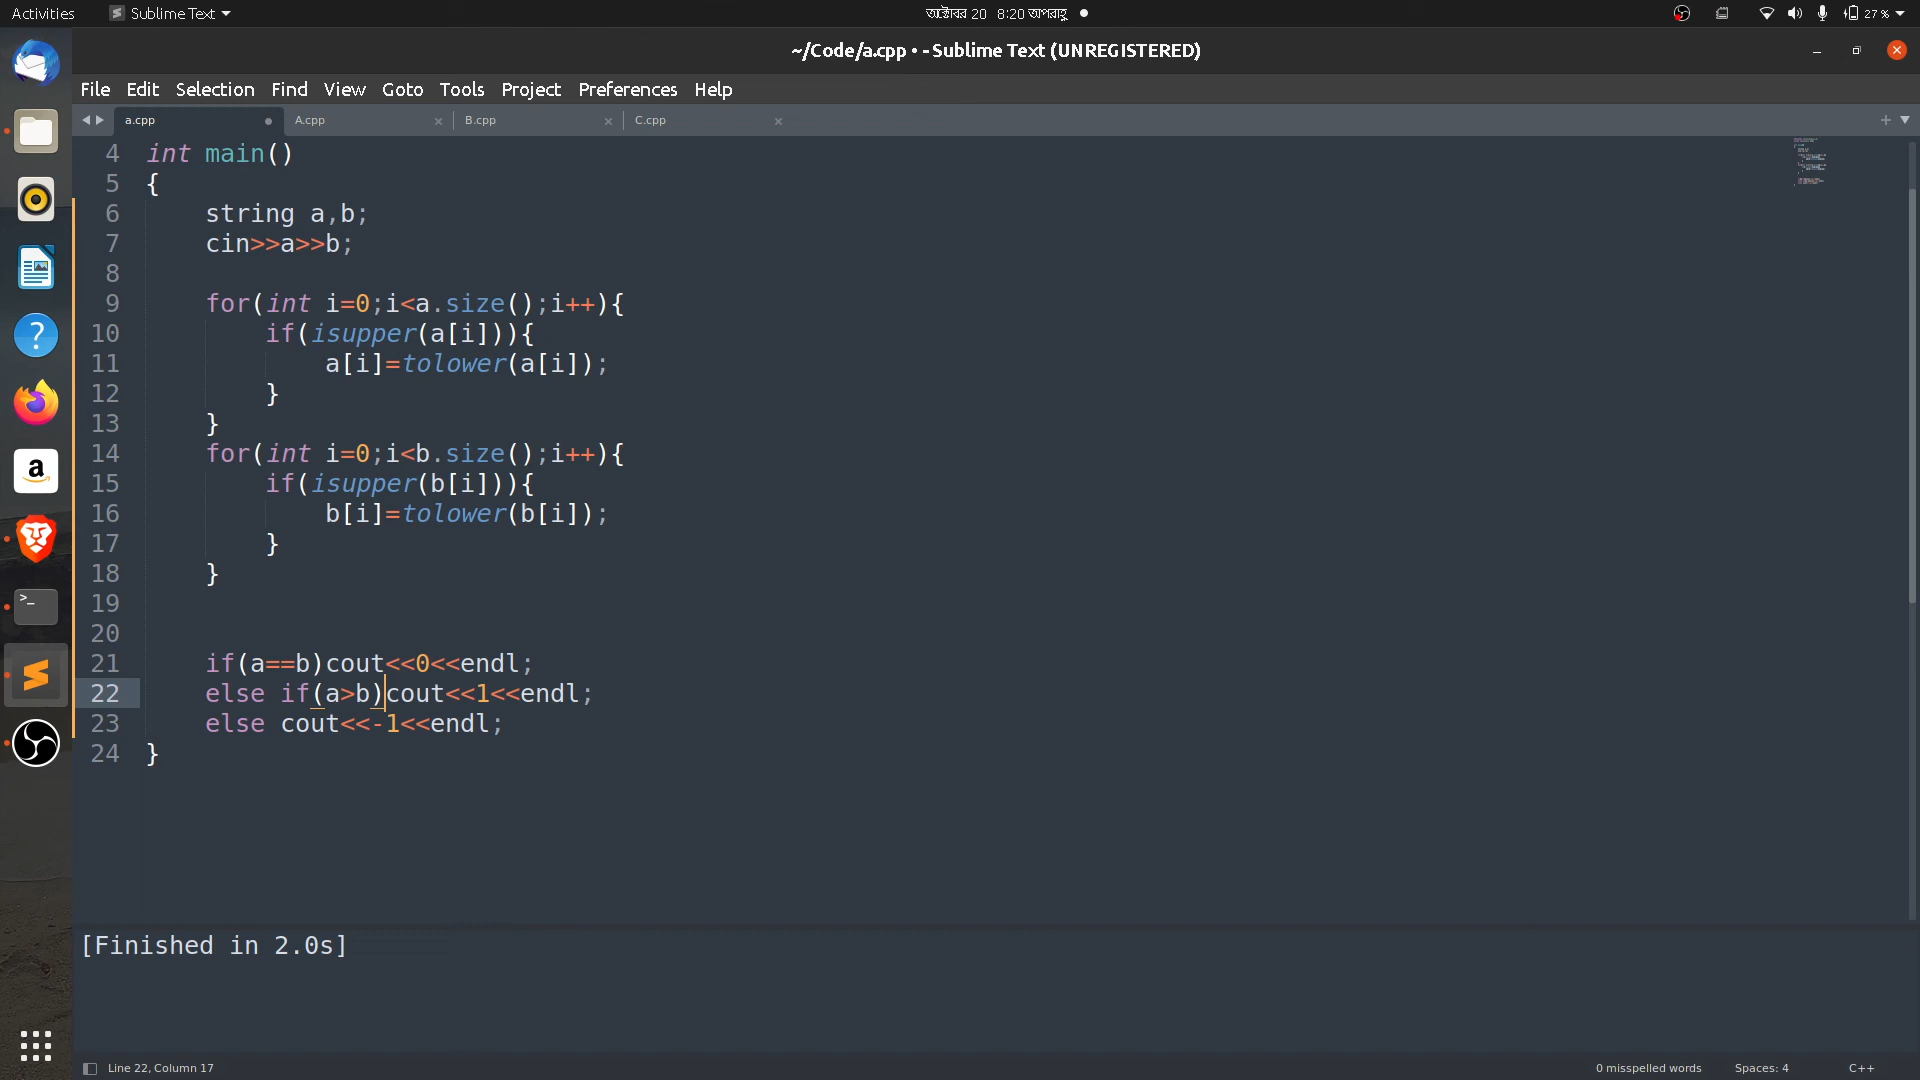 Activities Sublime Text অক্টোবর 20 8:20 অপরাহ্ণ 27 %
~/Code/a.cpp • - Sublime Text (UNREGISTERED)
File Edit Selection Find View Goto Tools Project Preferences Help
a.cpp A.cpp B.cpp C.cpp
4 int main()
5 {
6 string a,b;
7 cin>>a>>b;
8
9 for(int i=0;i<a.size();i++){
10 if(isupper(a[i])){
11 a[i]=tolower(a[i]);
12 }
13 }
14 for(int i=0;i<b.size();i++){
15 if(isupper(b[i])){
16 b[i]=tolower(b[i]);
17 }
18 }
19
20
21 if(a==b)cout<<0<<endl;
22 else if(a>b)cout<<1<<endl;
23 else cout<<-1<<endl;
24 }
[Finished in 2.0s]
Line 22, Column 17 0 misspelled words Spaces: 4 C++